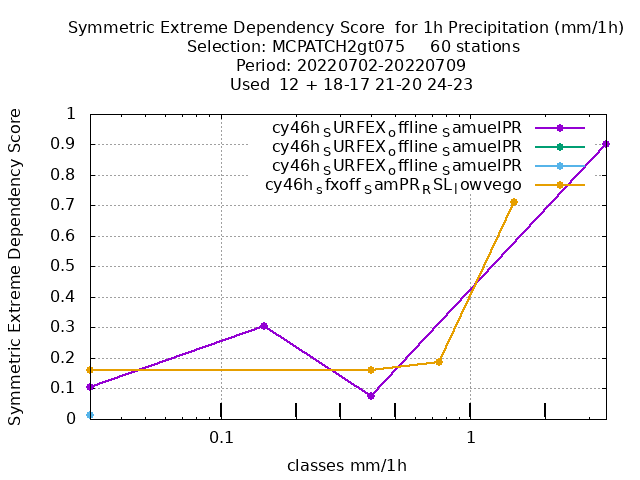 Symmetric Extreme Dependency Score  for 1h Precipitation (mm/1h)
Selection: MCPATCH2gt075     60 stations
Period: 20220702-20220709
Used  12 + 18-17 21-20 24-23
Symmetric Extreme Dependency Score
1
0.9
0.8
0.7
0.6
0.5
0.4
0.3
0.2
0.1
0
cy46h_SURFEX_offline_SamuelPR
cy46h_SURFEX_offline_SamuelPR
cy46h_SURFEX_offline_SamuelPR
cy46h_sfxoff_SamPR_RSL_lowvego
0.1
1
classes mm/1h